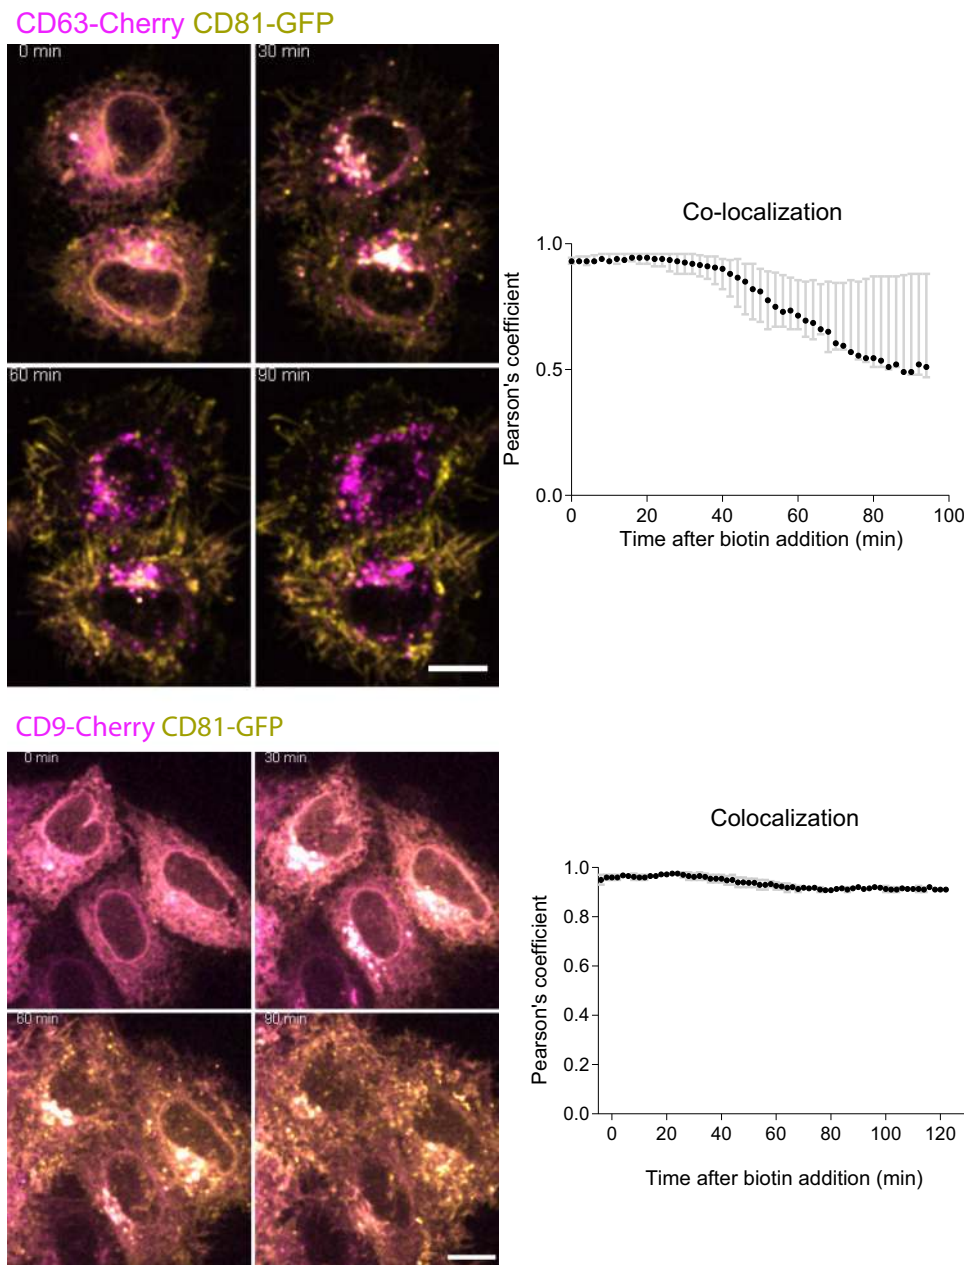 CD63-Cherry CD81-GFP
0 min
30 min
60 min
90 min
Co-localization
Pearson's coefficient
1.0
0.5
0.0
0 20 40 60 80 100
Time after biotin addition (min)
CD9-Cherry CD81-GFP
0 min
30 min
60 min
90 min
Colocalization
Pearson's coefficient
1.0
0.8
0.6
0.4
0.2
0.0
0 20 40 60 80 100 120
Time after biotin addition (min)